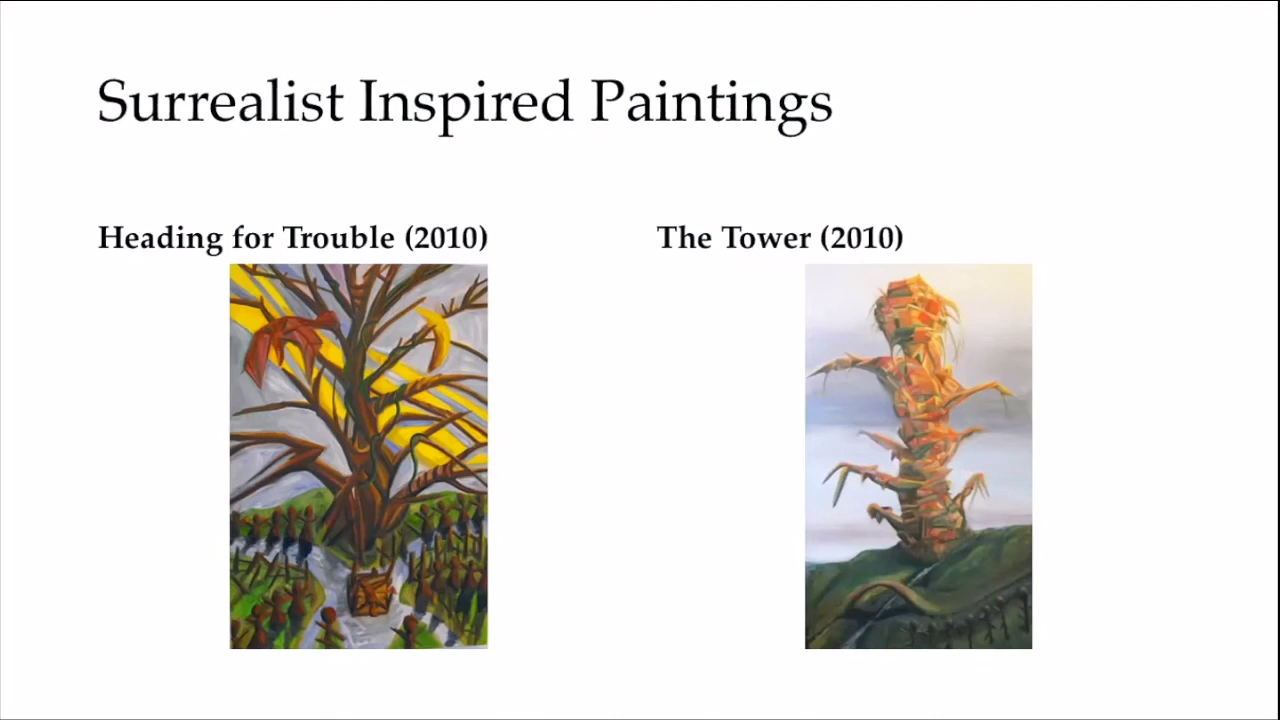 Surrealist Inspired Paintings
Heading for Trouble (2010)
The Tower (2010)